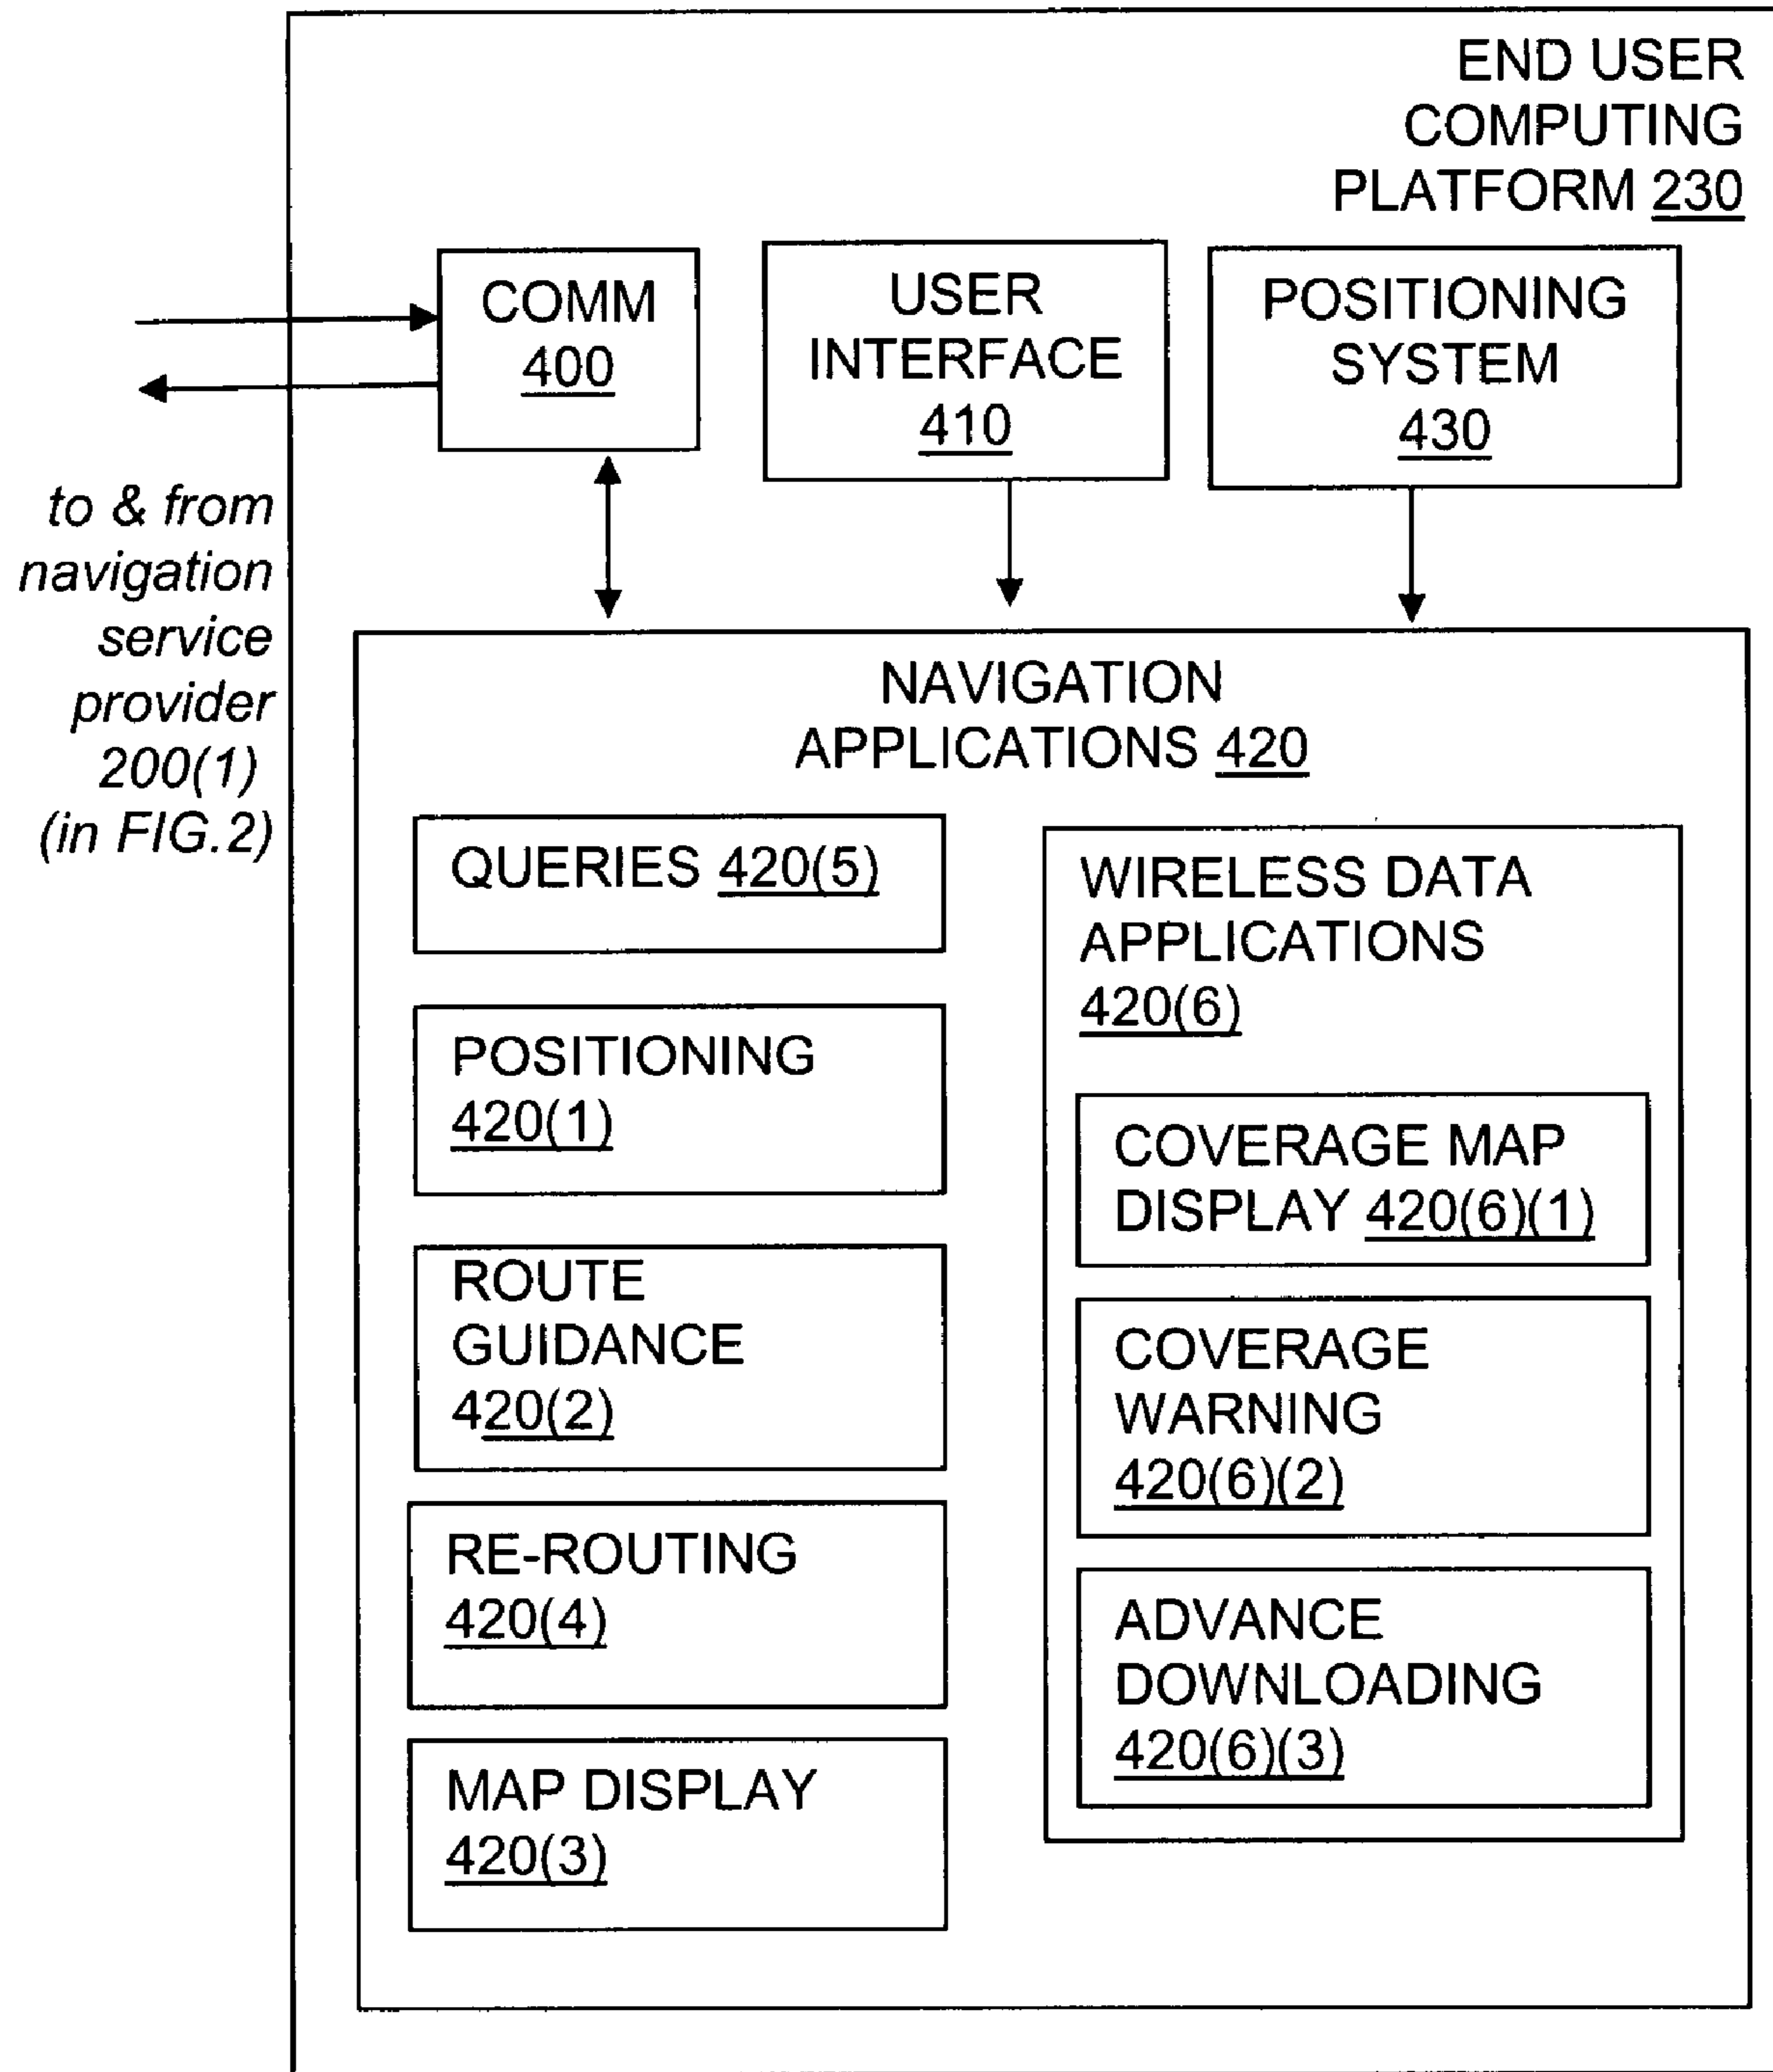 END USER
COMPUTING
PLATFORM 230
COMM
400
USER
INTERFACE
410
POSITIONING
SYSTEM
430
to & from
navigation
service
provider
200(1)
(in FIG.2)
NAVIGATION
APPLICATIONS 420
QUERIES 420(5)
POSITIONING
420(1)
ROUTE
GUIDANCE
420(2)
RE-ROUTING
420(4)
MAP DISPLAY
420(3)
WIRELESS DATA
APPLICATIONS
420(6)
COVERAGE MAP
DISPLAY 420(6)(1)
COVERAGE
WARNING
420(6)(2)
ADVANCE
DOWNLOADING
420(6)(3)